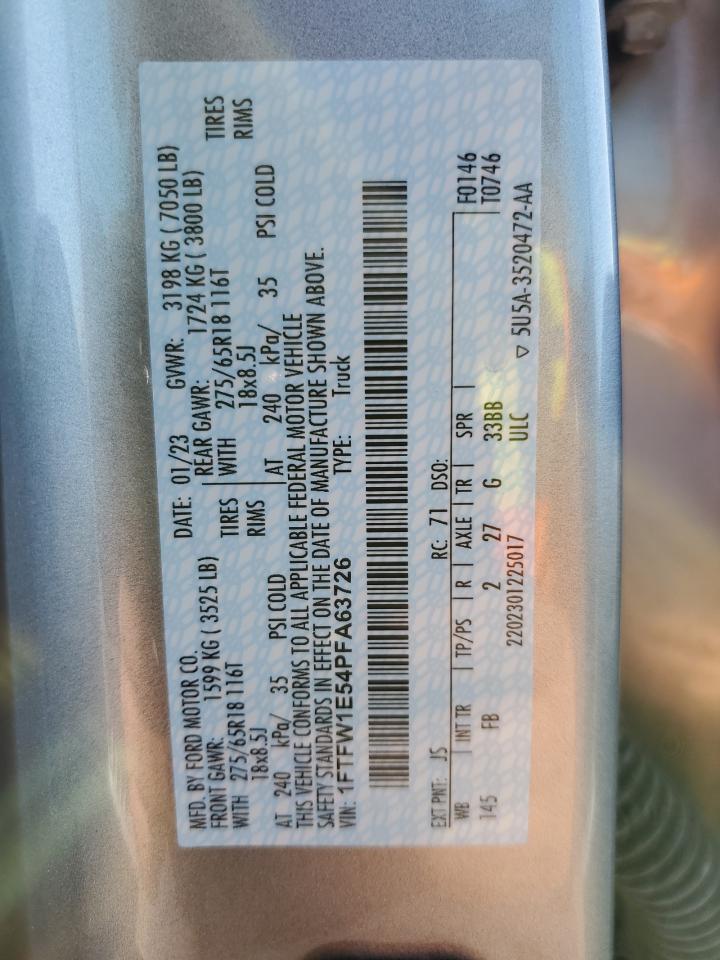 MFD. BY FORD MOTOR CO. DATE: 01/23 GVWR: 3198 KG ( 7050 LB)
FRONT GAWR: 1599 KG ( 3525 LB) REAR GAWR: 1724 KG ( 3800 LB)
WITH 275/65R18 116T TIRES WITH 275/65R18 116T TIRES
18x8.5J RIMS 18x8.5J RIMS
AT 240 kPa/ 35 PSI COLD AT 240 kPa/ 35 PSI COLD
THIS VEHICLE CONFORMS TO ALL APPLICABLE FEDERAL MOTOR VEHICLE
SAFETY STANDARDS IN EFFECT ON THE DATE OF MANUFACTURE SHOWN ABOVE.
VIN: 1FTFW1E54PFA63726 TYPE: Truck
EXT PNT: JS RC: 71 DSO:
WB INT TR TP/PS R AXLE TR SPR F0146
145 FB 2 27 G 33BB T0746
ULC
2202301225017 ▽ 5U5A-3520472-AA